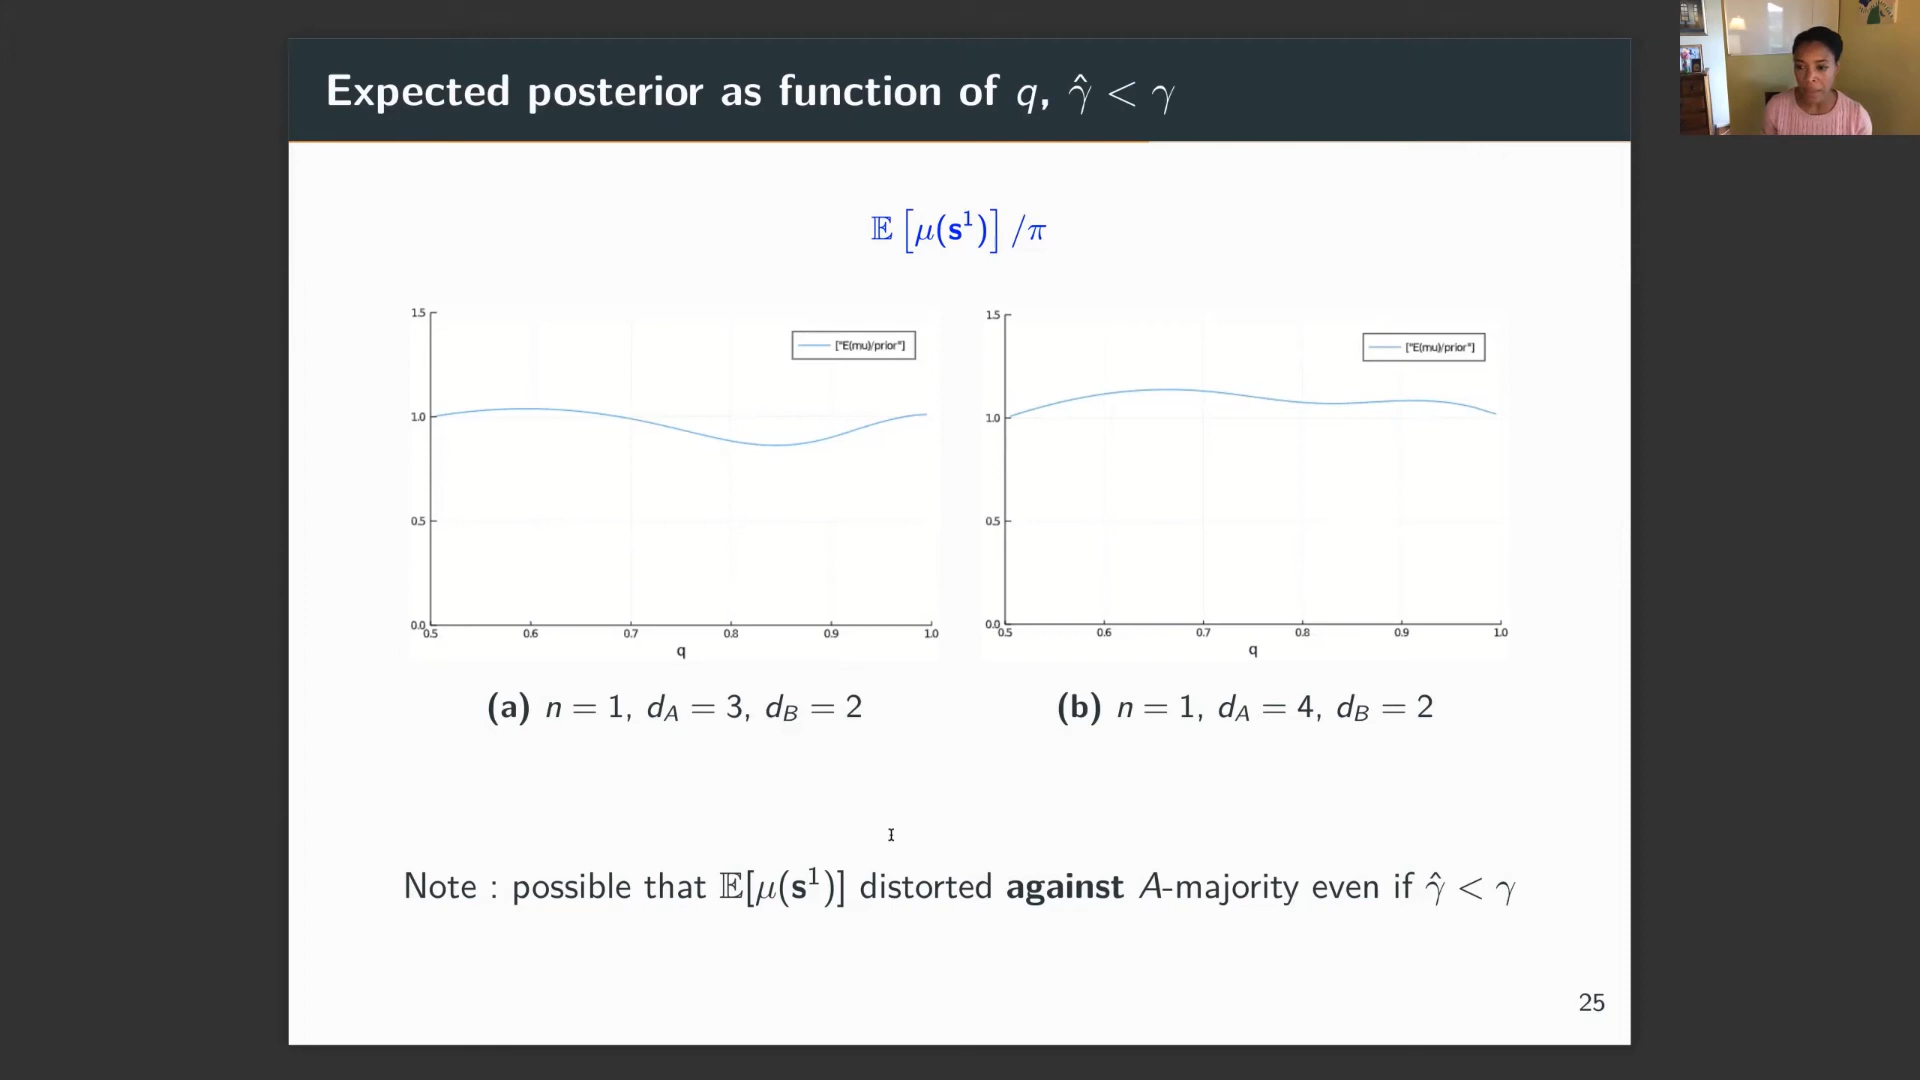 Expected posterior as function of q, γ̂ < γ
𝔼 [μ(s¹)] /π
1.5
1.0
0.5
0.0
["E(mu)/prior"]
0.5 0.6 0.7 0.8 0.9 1.0
q
1.5
1.0
0.5
0.0
["E(mu)/prior"]
0.5 0.6 0.7 0.8 0.9 1.0
q
(a) n = 1, d_A = 3, d_B = 2
(b) n = 1, d_A = 4, d_B = 2
Note : possible that 𝔼[μ(s¹)] distorted against A-majority even if γ̂ < γ
25